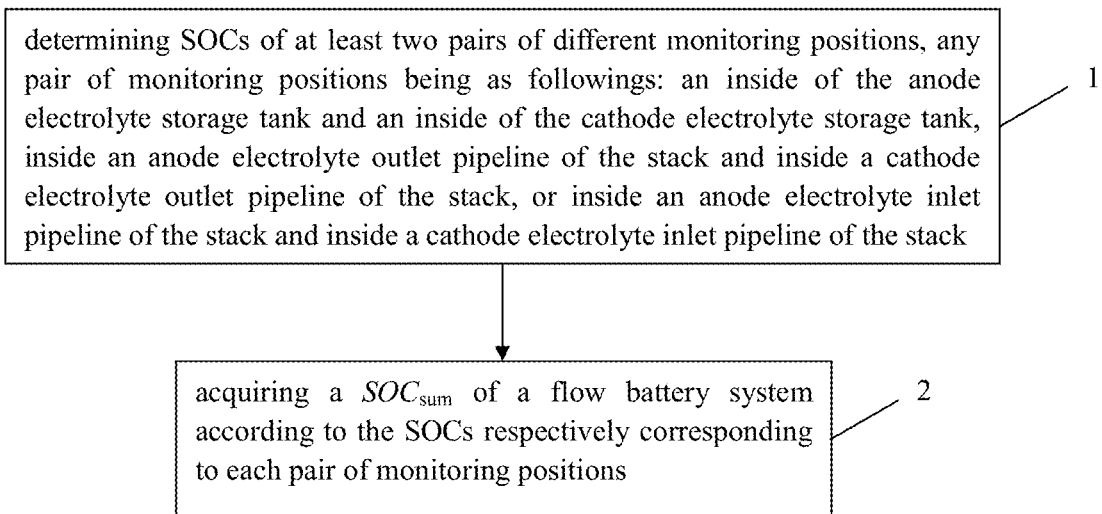 determining SOCs of at least two pairs of different monitoring positions, any
pair of monitoring positions being as followings: an inside of the anode
electrolyte storage tank and an inside of the cathode electrolyte storage tank,
inside an anode electrolyte outlet pipeline of the stack and inside a cathode
electrolyte outlet pipeline of the stack, or inside an anode electrolyte inlet
pipeline of the stack and inside a cathode electrolyte inlet pipeline of the stack
1
acquiring a SOCsum of a flow battery system
according to the SOCs respectively corresponding
to each pair of monitoring positions
2